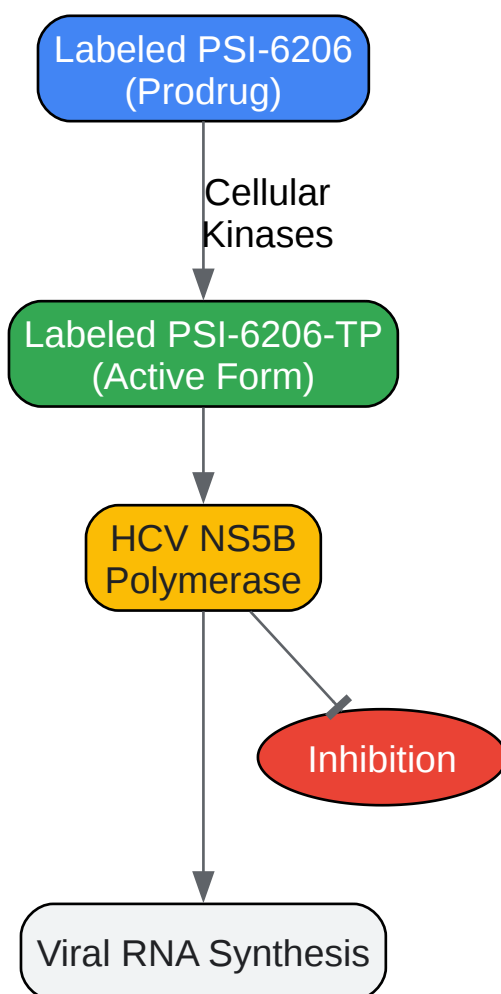 Labeled PSI-6206
(Prodrug)
Cellular
Kinases
Labeled PSI-6206-TP
(Active Form)
HCV NS5B
Polymerase
Inhibition
Viral RNA Synthesis